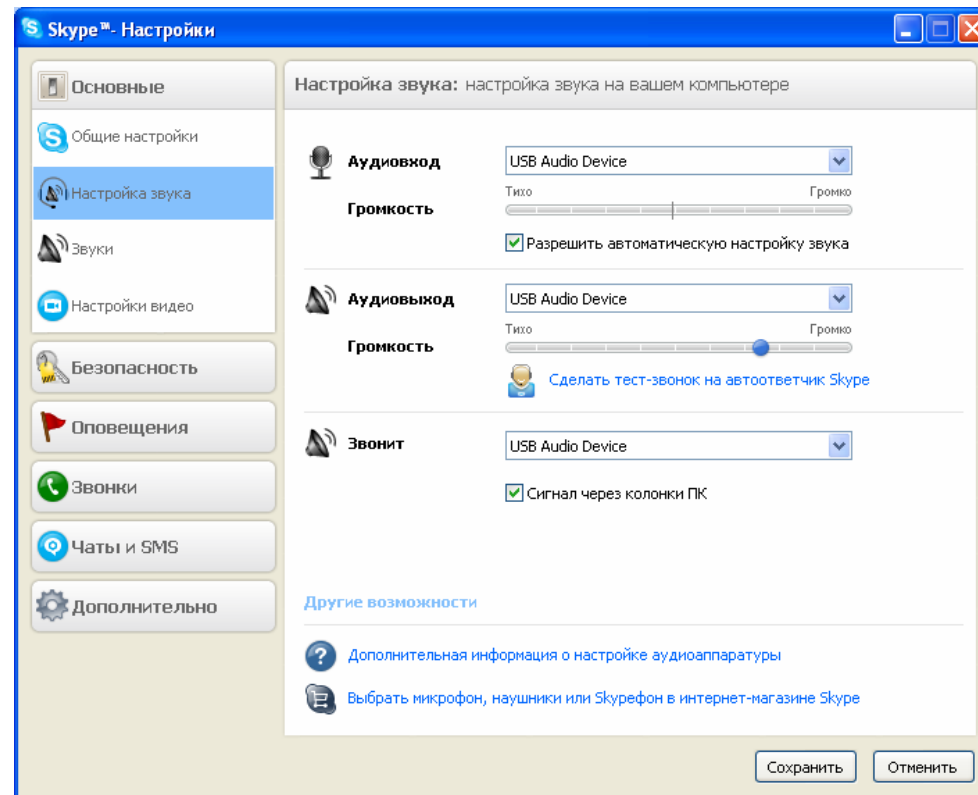 Skype™- Настройки
Основные
Общие настройки
Настройка звука
Звуки
Настройки видео
Безопасность
Оповещения
Звонки
Чаты и SMS
Дополнительно
Настройка звука: настройка звука на вашем компьютере
Аудиовход
USB Audio Device
Тихо
Громко
Громкость
Разрешить автоматическую настройку звука
Аудиовыход
USB Audio Device
Тихо
Громко
Громкость
Сделать тест-звонок на автоответчик Skype
Звонит
USB Audio Device
Сигнал через колонки ПК
Другие возможности
Дополнительная информация о настройке аудиоаппаратуры
Выбрать микрофон, наушники или Skypeфон в интернет-магазине Skype
Сохранить
Отменить